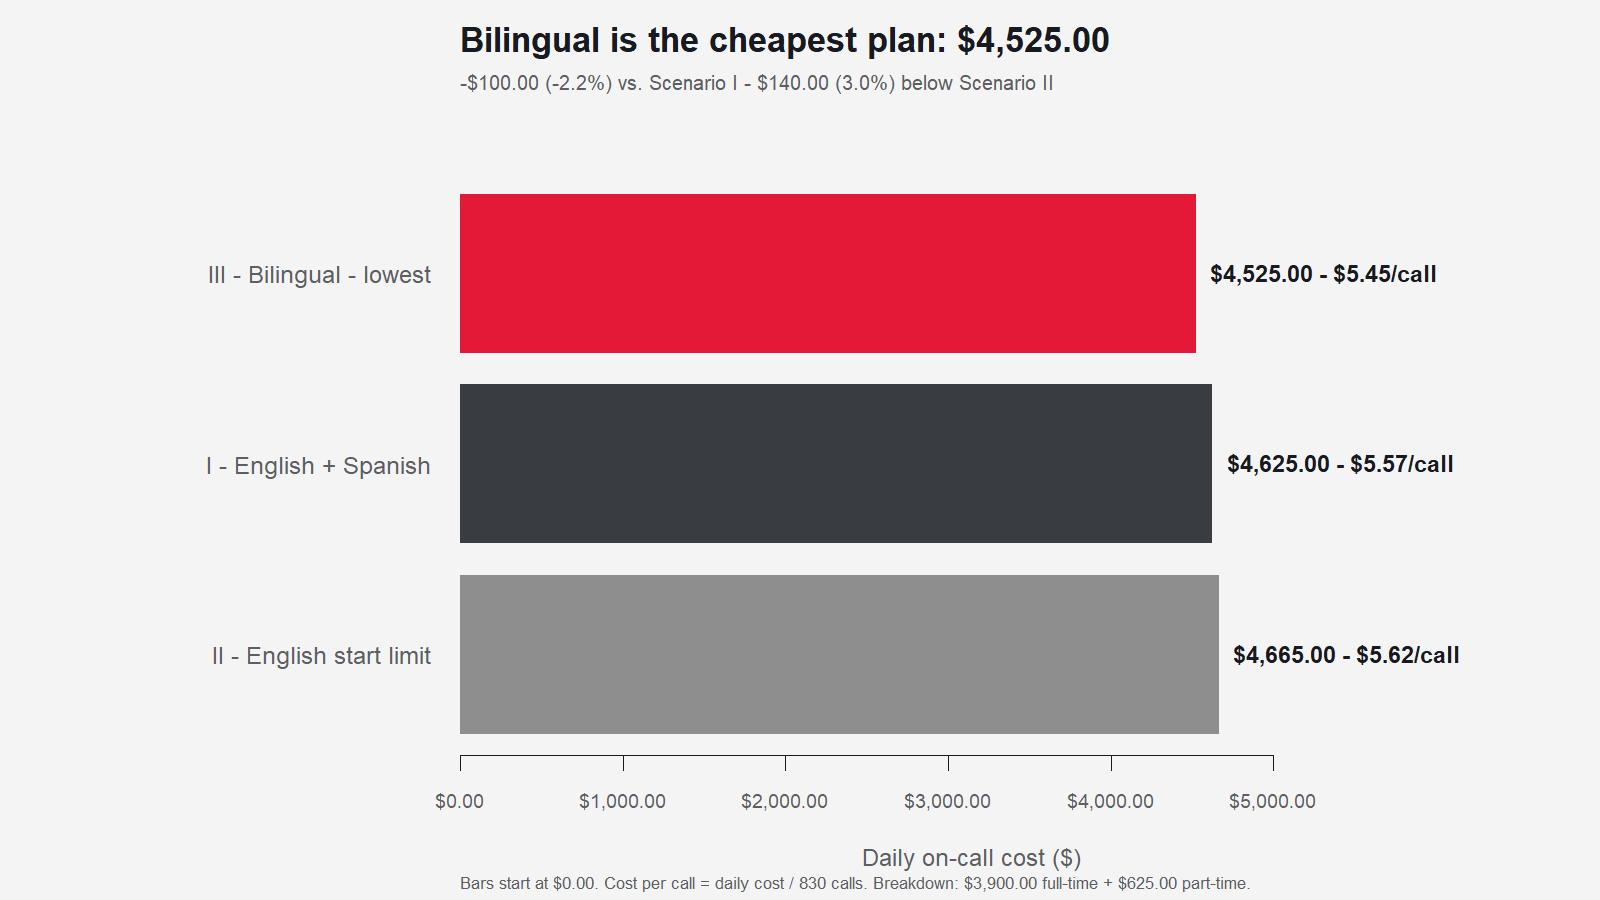 Bilingual is the cheapest plan: $4,525.00
-$100.00 (-2.2%) vs. Scenario I - $140.00 (3.0%) below Scenario II
III - Bilingual - lowest
$4,525.00 - $5.45/call
I - English + Spanish
$4,625.00 - $5.57/call
II - English start limit
$4,665.00 - $5.62/call
$0.00 $1,000.00 $2,000.00 $3,000.00 $4,000.00 $5,000.00
Daily on-call cost ($)
Bars start at $0.00. Cost per call = daily cost / 830 calls. Breakdown: $3,900.00 full-time + $625.00 part-time.